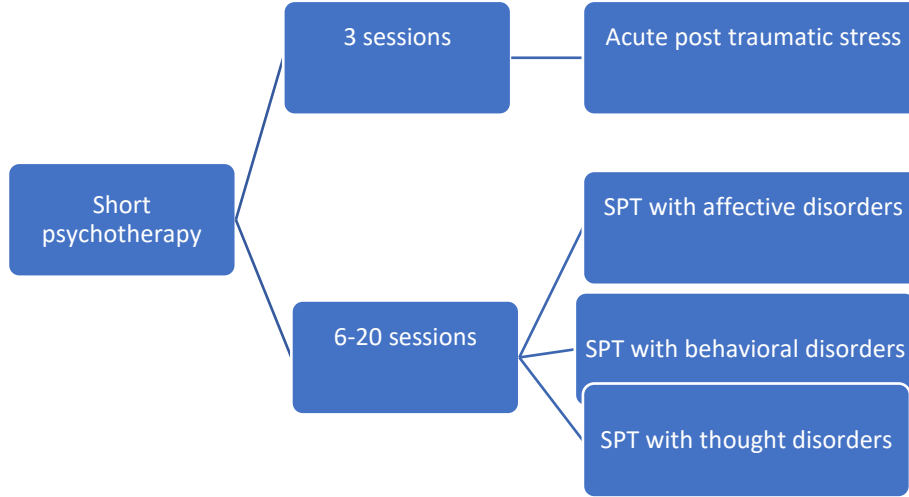 3 sessions
Acute post traumatic stress
Short
psychotherapy
SPT with affective disorders
6-20 sessions
SPT with behavioral disorders
SPT with thought disorders